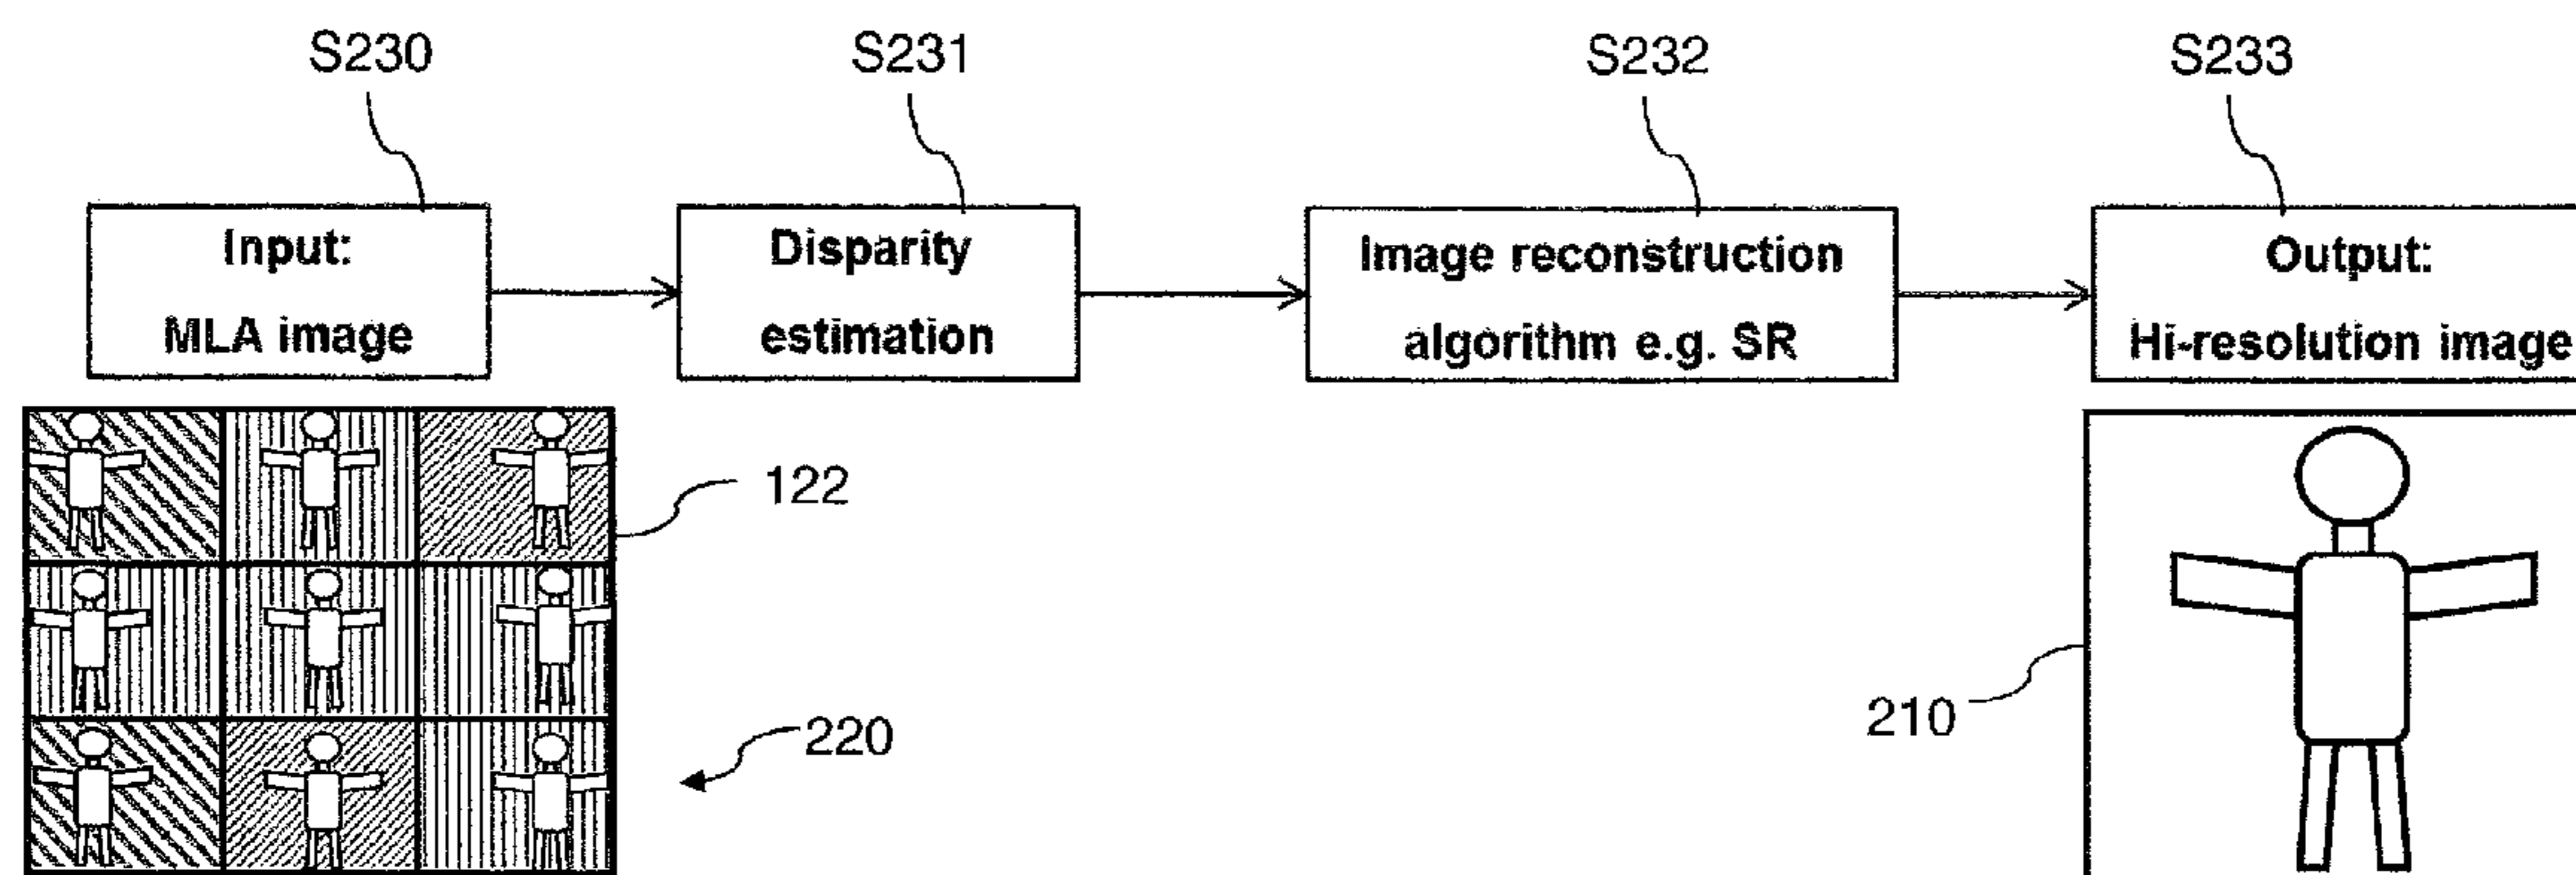 S230
S231
S232
S233
Input:
MLA image
Disparity
estimation
Image reconstruction
algorithm e.g. SR
Output:
Hi-resolution image
122
220
210